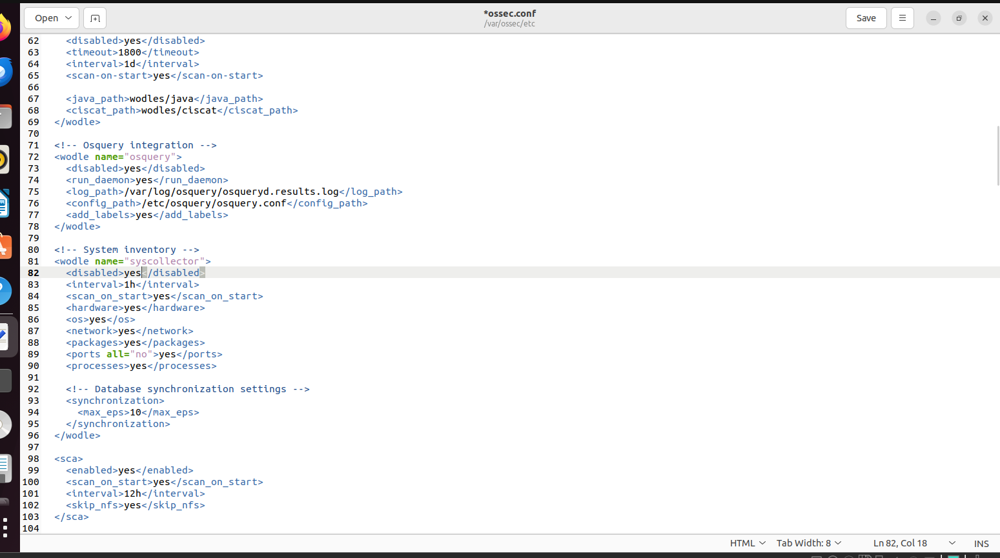 Open
*ossec.conf
/var/ossec/etc
Save
62 <disabled>yes</disabled>
63 <timeout>1800</timeout>
64 <interval>1d</interval>
65 <scan-on-start>yes</scan-on-start>
66
67 <java_path>wodles/java</java_path>
68 <ciscat_path>wodles/ciscat</ciscat_path>
69 </wodle>
70
71 <!-- Osquery integration -->
72 <wodle name="osquery">
73 <disabled>yes</disabled>
74 <run_daemon>yes</run_daemon>
75 <log_path>/var/log/osquery/osqueryd.results.log</log_path>
76 <config_path>/etc/osquery/osquery.conf</config_path>
77 <add_labels>yes</add_labels>
78 </wodle>
79
80 <!-- System inventory -->
81 <wodle name="syscollector">
82 <disabled>yes</disabled>
83 <interval>1h</interval>
84 <scan_on_start>yes</scan_on_start>
85 <hardware>yes</hardware>
86 <os>yes</os>
87 <network>yes</network>
88 <packages>yes</packages>
89 <ports all="no">yes</ports>
90 <processes>yes</processes>
91
92 <!-- Database synchronization settings -->
93 <synchronization>
94 <max_eps>10</max_eps>
95 </synchronization>
96 </wodle>
97
98 <sca>
99 <enabled>yes</enabled>
100 <scan_on_start>yes</scan_on_start>
101 <interval>12h</interval>
102 <skip_nfs>yes</skip_nfs>
103 </sca>
104
HTML Tab Width: 8 Ln 82, Col 18 INS